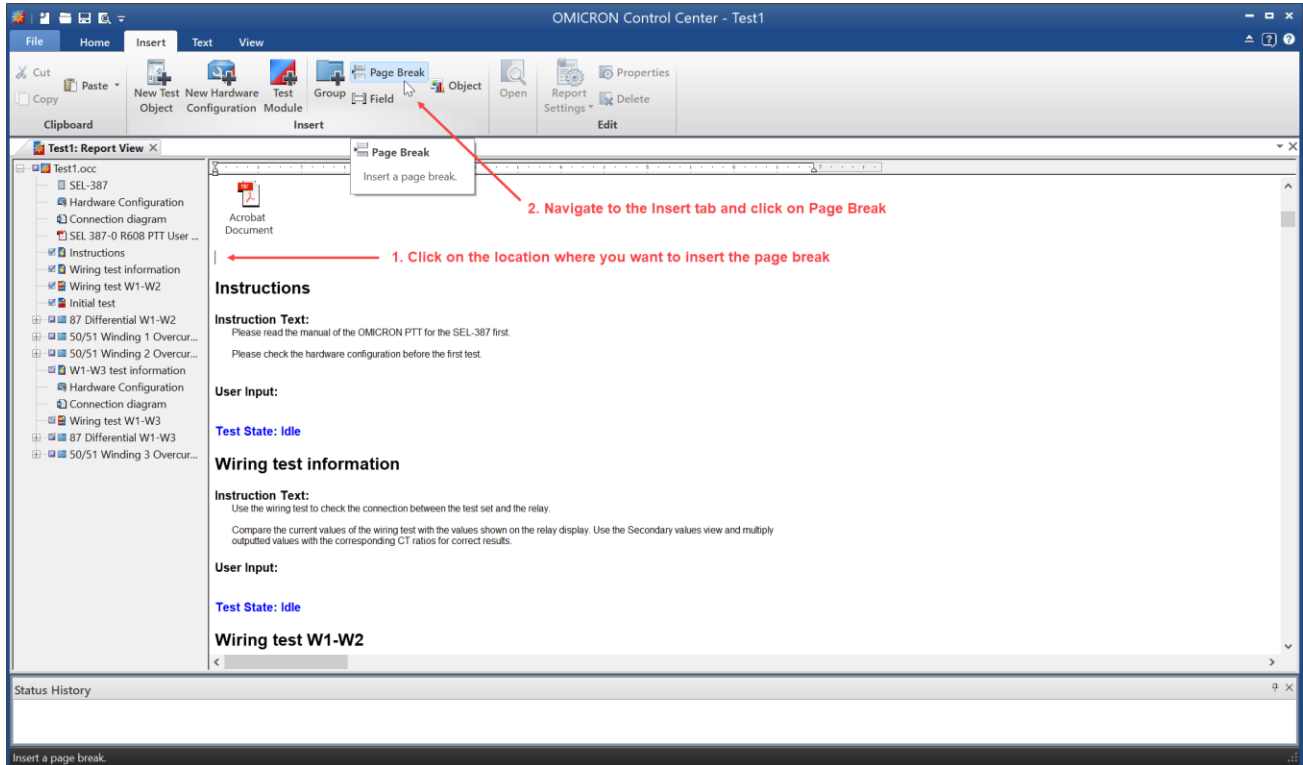 OMICRON Control Center - Test1
File Home Insert Text View
Cut
Copy
Paste
Clipboard
New Test Object
New Hardware Configuration
Test Module
Group
Page Break
Field
Object
Insert
Open
Report Settings
Properties
Delete
Edit
Test1: Report View
Page Break
Insert a page break.
Test1.occ
SEL-387
Hardware Configuration
Connection diagram
SEL 387-0 R608 PTT User ...
Instructions
Wiring test information
Wiring test W1-W2
Initial test
87 Differential W1-W2
50/51 Winding 1 Overcur...
50/51 Winding 2 Overcur...
W1-W3 test information
Hardware Configuration
Connection diagram
Wiring test W1-W3
87 Differential W1-W3
50/51 Winding 3 Overcur...
Acrobat
Document
2. Navigate to the Insert tab and click on Page Break
1. Click on the location where you want to insert the page break
Instructions
Instruction Text:
Please read the manual of the OMICRON PTT for the SEL-387 first.
Please check the hardware configuration before the first test.
User Input:
Test State: Idle
Wiring test information
Instruction Text:
Use the wiring test to check the connection between the test set and the relay.
Compare the current values of the wiring test with the values shown on the relay display. Use the Secondary values view and multiply
outputted values with the corresponding CT ratios for correct results.
User Input:
Test State: Idle
Wiring test W1-W2
Status History
Insert a page break.